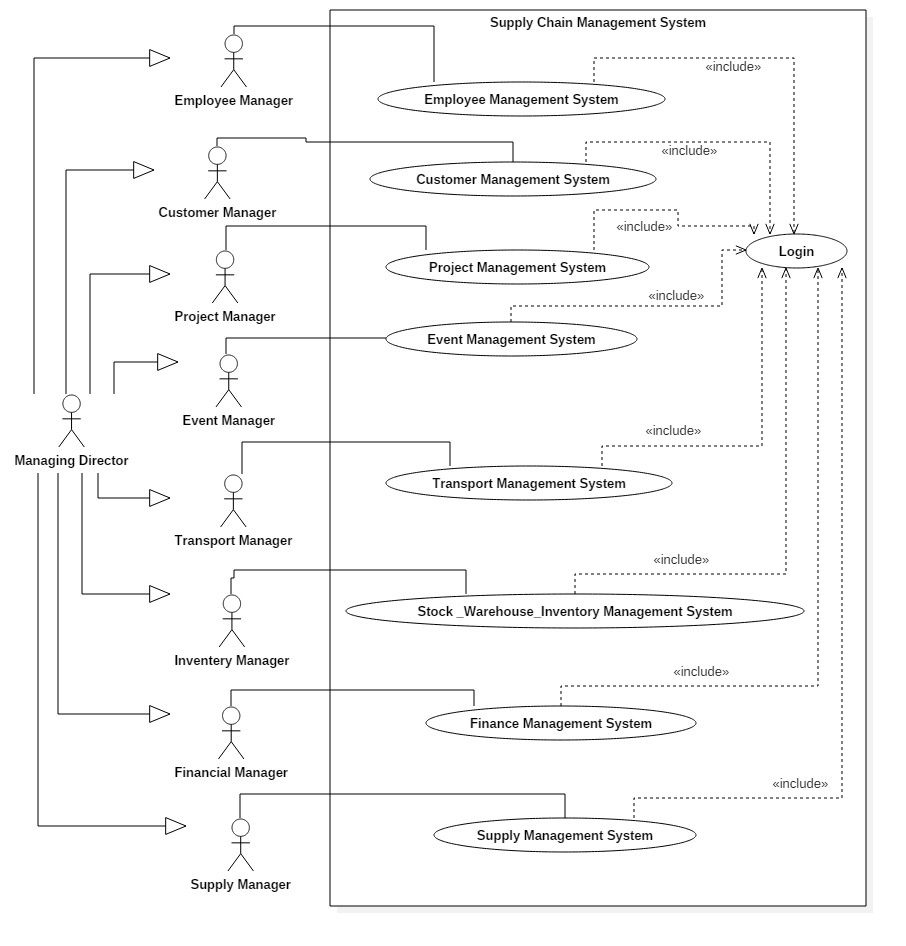 Supply Chain Management System
«include»
Employee Manager
Employee Management System
«include»
Customer Manager
Customer Management System
«include»
Project Manager
Project Management System
Login
«include»
Event Manager
Event Management System
Managing Director
«include»
Transport Manager
Transport Management System
«include»
Inventery Manager
Stock _Warehouse_Inventory Management System
«include»
Financial Manager
Finance Management System
«include»
Supply Manager
Supply Management System